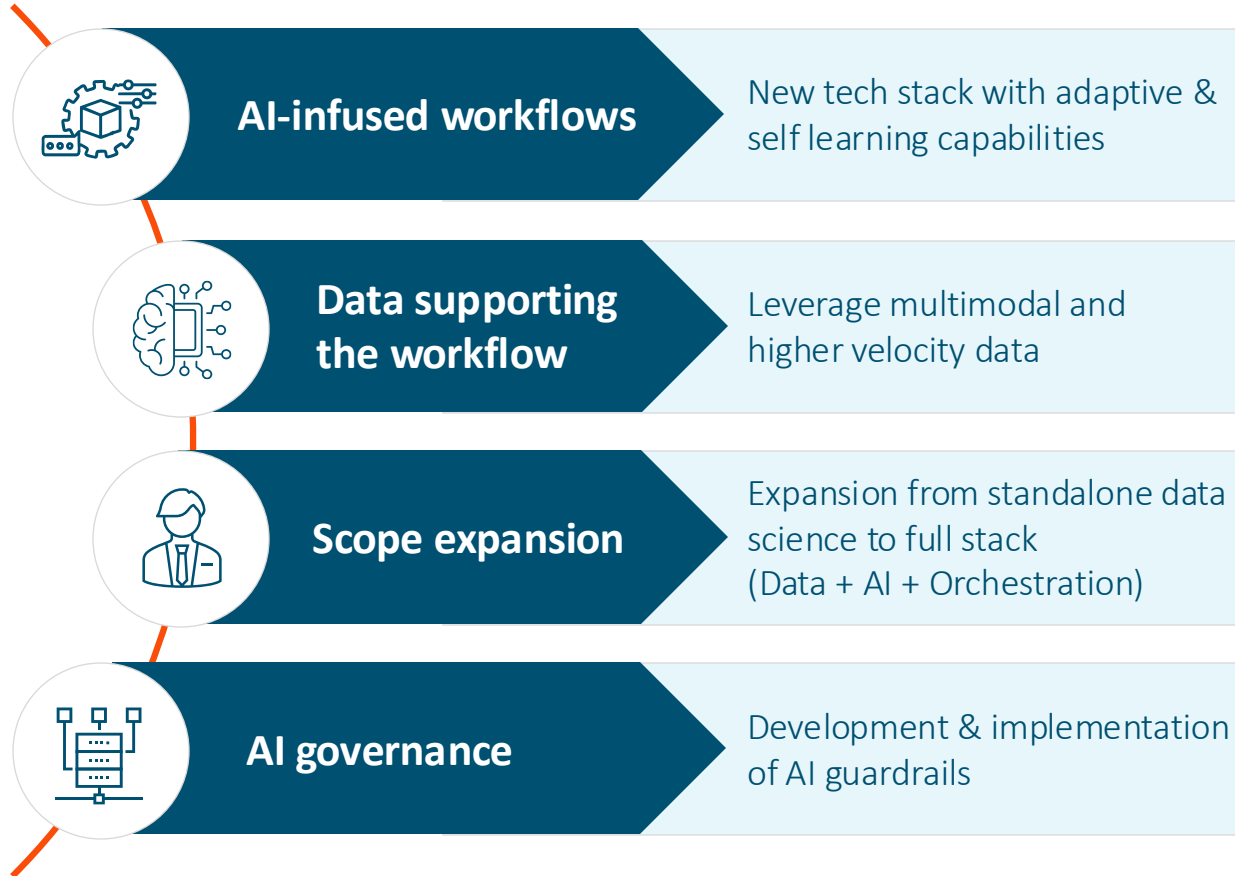 AI-infused workflows
New tech stack with adaptive &
self learning capabilities
Data supporting
the workflow
Leverage multimodal and
higher velocity data
Scope expansion
Expansion from standalone data
science to full stack
(Data + AI + Orchestration)
AI governance
Development & implementation
of AI guardrails